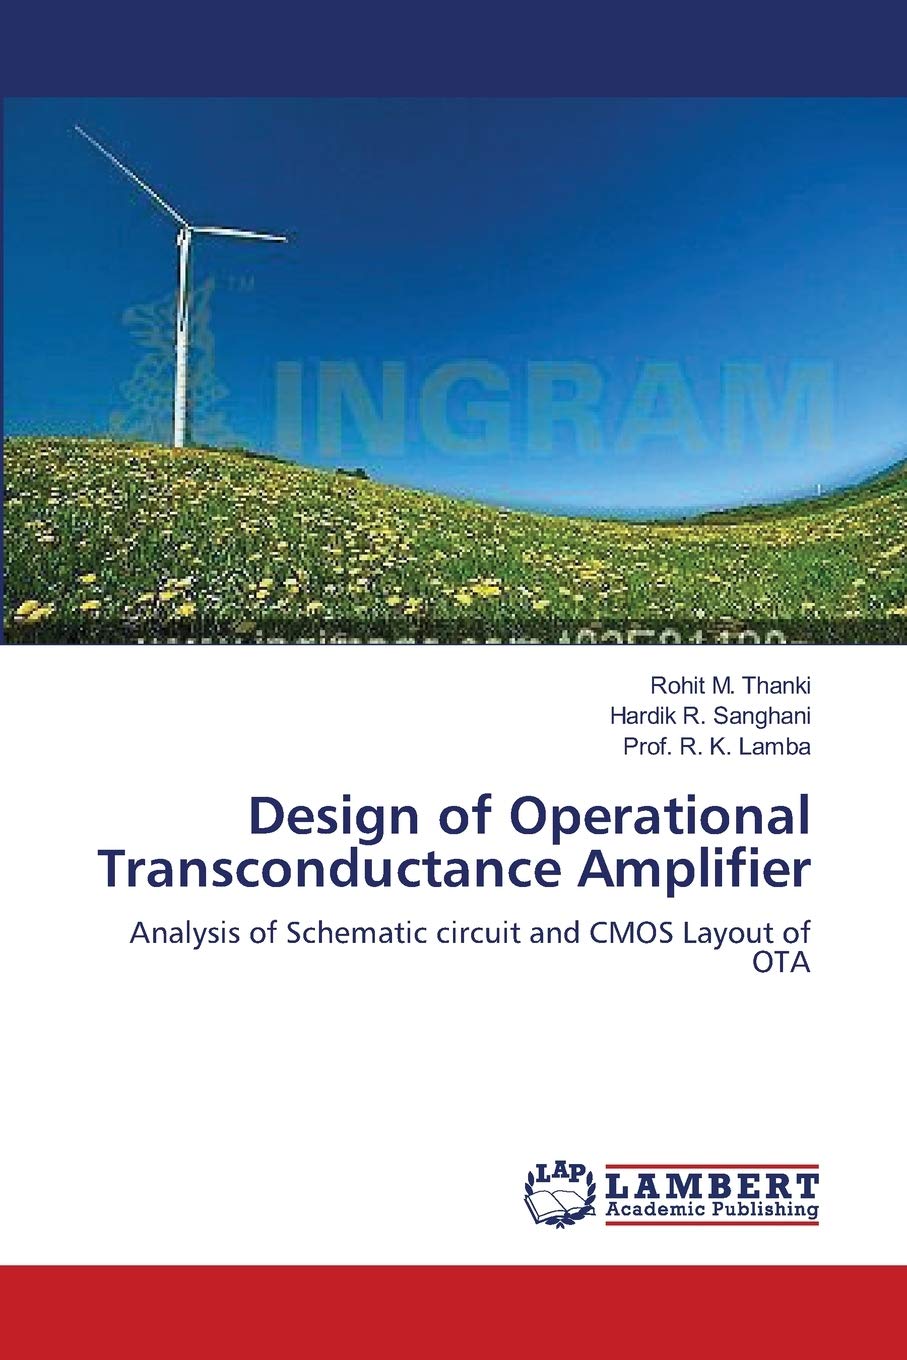 TM
INGRAM
Rohit M. Thanki
Hardik R. Sanghani
Prof. R. K. Lamba
Design of Operational
Transconductance Amplifier
Analysis of Schematic circuit and CMOS Layout of
OTA
LAP
LAMBERT
Academic Publishing